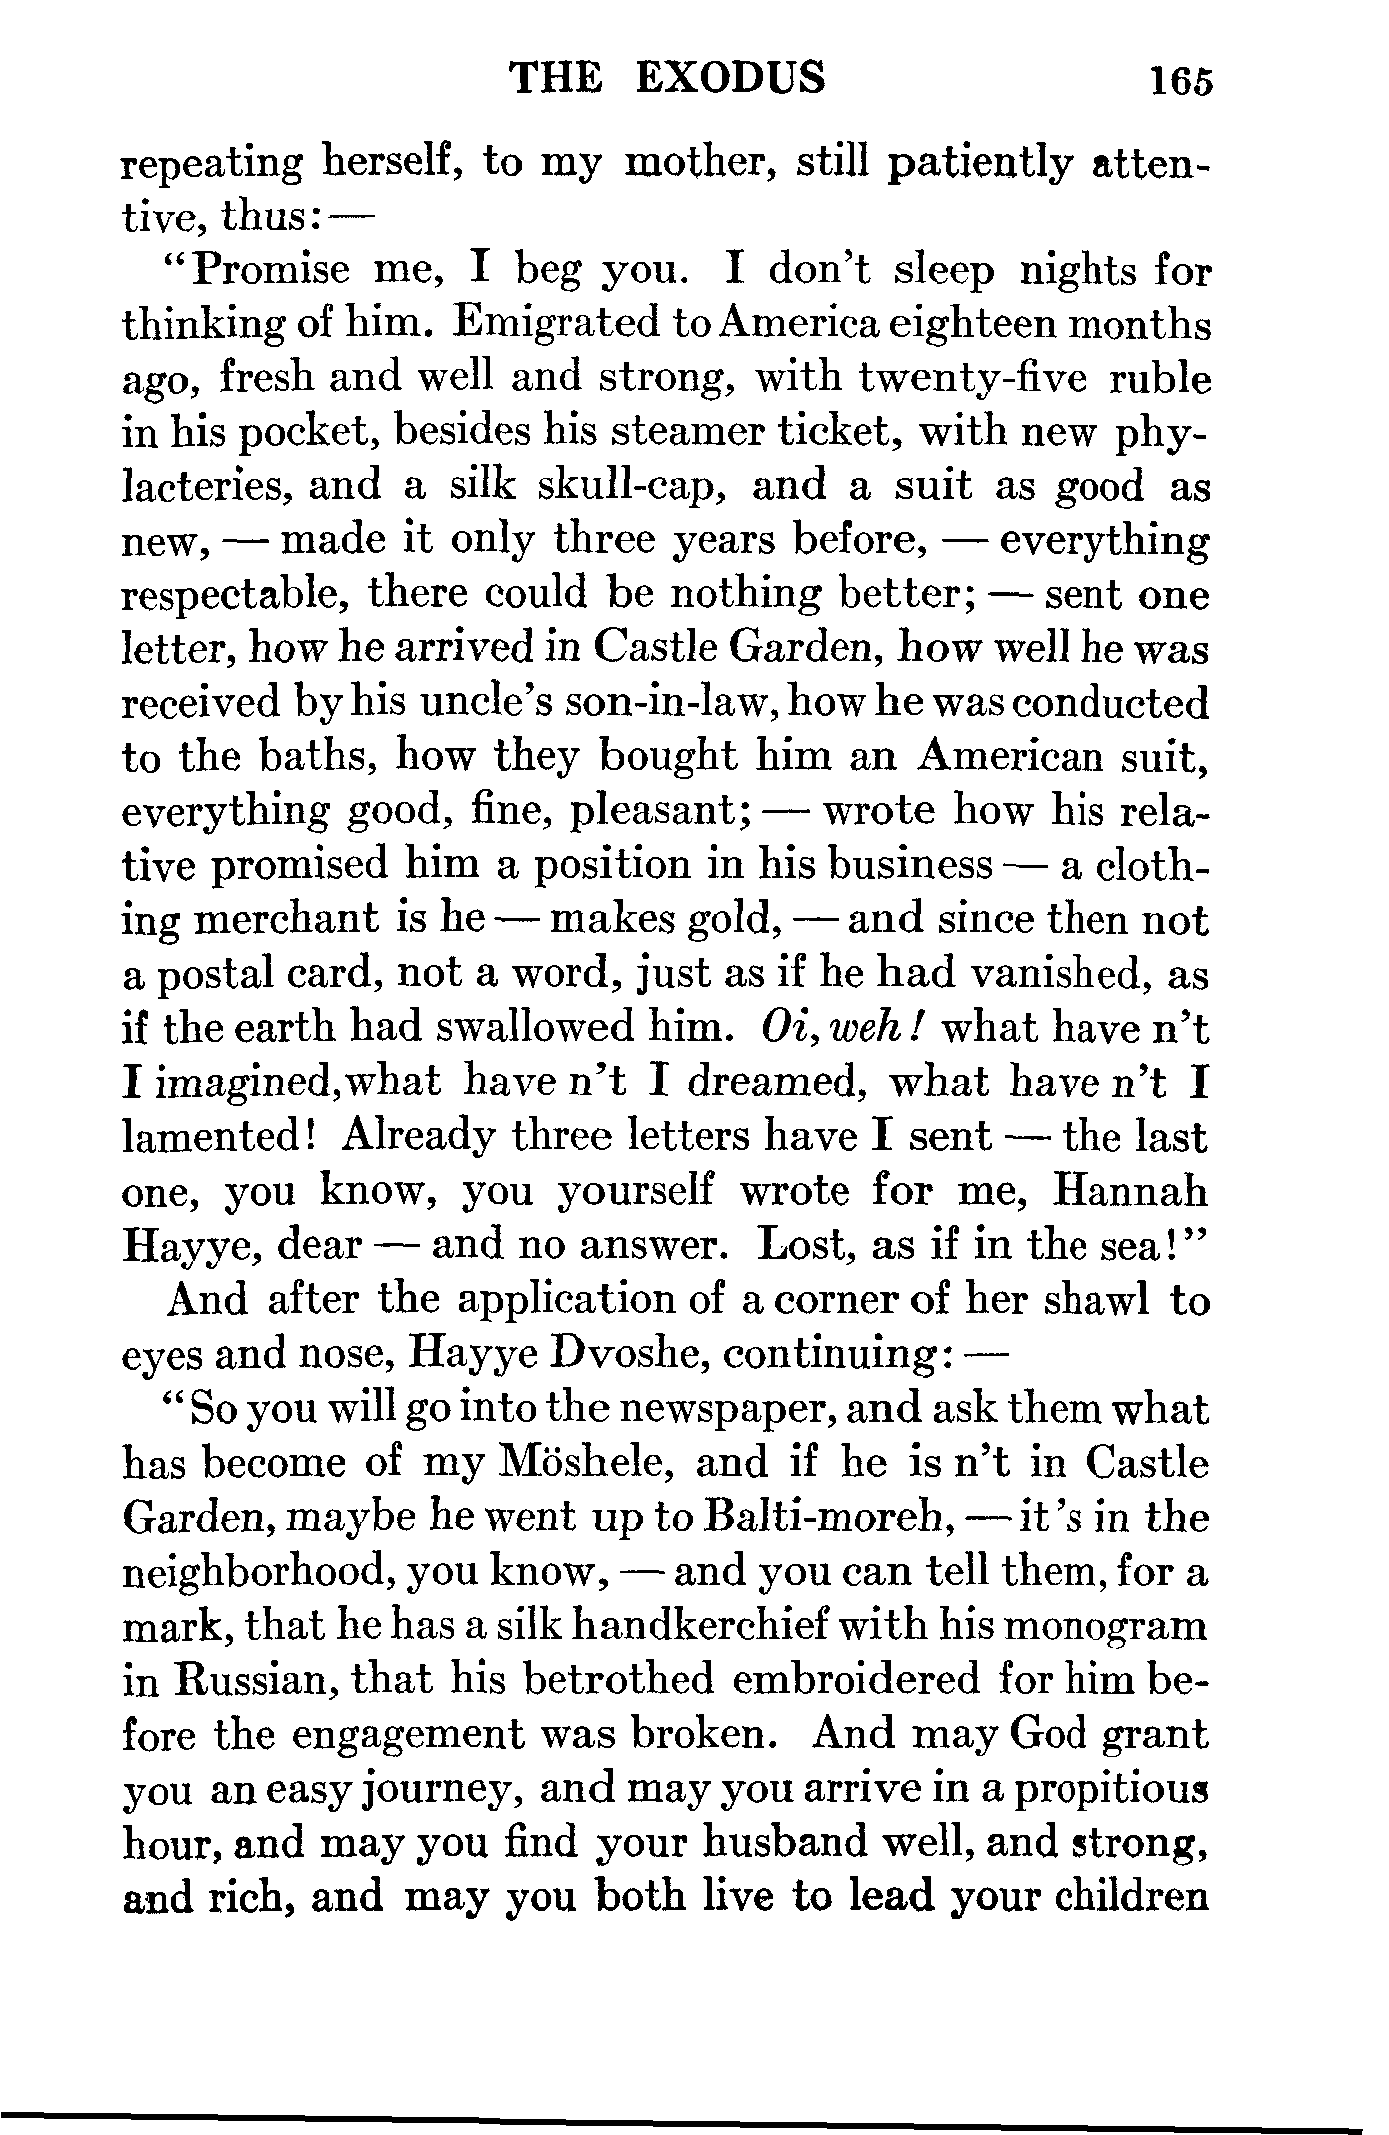 THE EXODUS 165
repeating herself, to my mother, still patiently atten-
tive, thus:—
"Promise me, I beg you. I don't sleep nights for
thinking of him. Emigrated to America eighteen months
ago, fresh and well and strong, with twenty-five ruble
in his pocket, besides his steamer ticket, with new phy-
lacteries, and a silk skull-cap, and a suit as good as
new, — made it only three years before, — everything
respectable, there could be nothing better; — sent one
letter, how he arrived in Castle Garden, how well he was
received by his uncle's son-in-law, how he was conducted
to the baths, how they bought him an American suit,
everything good, fine, pleasant; — wrote how his rela-
tive promised him a position in his business — a cloth-
ing merchant is he — makes gold, — and since then not
a postal card, not a word, just as if he had vanished, as
if the earth had swallowed him. Oi, weh! what have n't
I imagined, what have n't I dreamed, what have n't I
lamented! Already three letters have I sent — the last
one, you know, you yourself wrote for me, Hannah
Hayye, dear — and no answer. Lost, as if in the sea!"
And after the application of a corner of her shawl to
eyes and nose, Hayye Dvoshe, continuing: —
"So you will go into the newspaper, and ask them what
has become of my Möshele, and if he is n't in Castle
Garden, maybe he went up to Balti-moreh, — it 's in the
neighborhood, you know, — and you can tell them, for a
mark, that he has a silk handkerchief with his monogram
in Russian, that his betrothed embroidered for him be-
fore the engagement was broken. And may God grant
you an easy journey, and may you arrive in a propitious
hour, and may you find your husband well, and strong,
and rich, and may you both live to lead your children